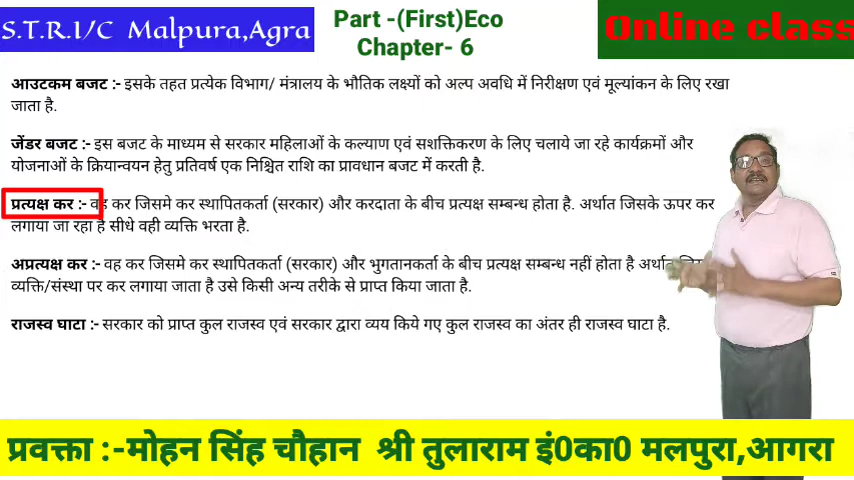 S.T.R.I/C Malpura,Agra
Part -(First)Eco
Chapter- 6
Online class
आउटकम बजट :- इसके तहत प्रत्येक विभाग/ मंत्रालय के भौतिक लक्ष्यों को अल्प अवधि में निरीक्षण एवं मूल्यांकन के लिए रखा
जाता है.
जेंडर बजट :- इस बजट के माध्यम से सरकार महिलाओं के कल्याण एवं सशक्तिकरण के लिए चलाये जा रहे कार्यक्रमों और
योजनाओं के क्रियान्वयन हेतु प्रतिवर्ष एक निश्चित राशि का प्रावधान बजट में करती है.
प्रत्यक्ष कर :- वह कर जिसमे कर स्थापितकर्ता (सरकार) और करदाता के बीच प्रत्यक्ष सम्बन्ध होता है. अर्थात जिसके ऊपर कर
लगाया जा रहा है सीधे वही व्यक्ति भरता है.
अप्रत्यक्ष कर :- वह कर जिसमे कर स्थापितकर्ता (सरकार) और भुगतानकर्ता के बीच प्रत्यक्ष सम्बन्ध नहीं होता है अर्थात
व्यक्ति/संस्था पर कर लगाया जाता है उसे किसी अन्य तरीके से प्राप्त किया जाता है.
राजस्व घाटा :- सरकार को प्राप्त कुल राजस्व एवं सरकार द्वारा व्यय किये गए कुल राजस्व का अंतर ही राजस्व घाटा है.
प्रवक्ता :-मोहन सिंह चौहान श्री तुलाराम इं0का0 मलपुरा,आगरा